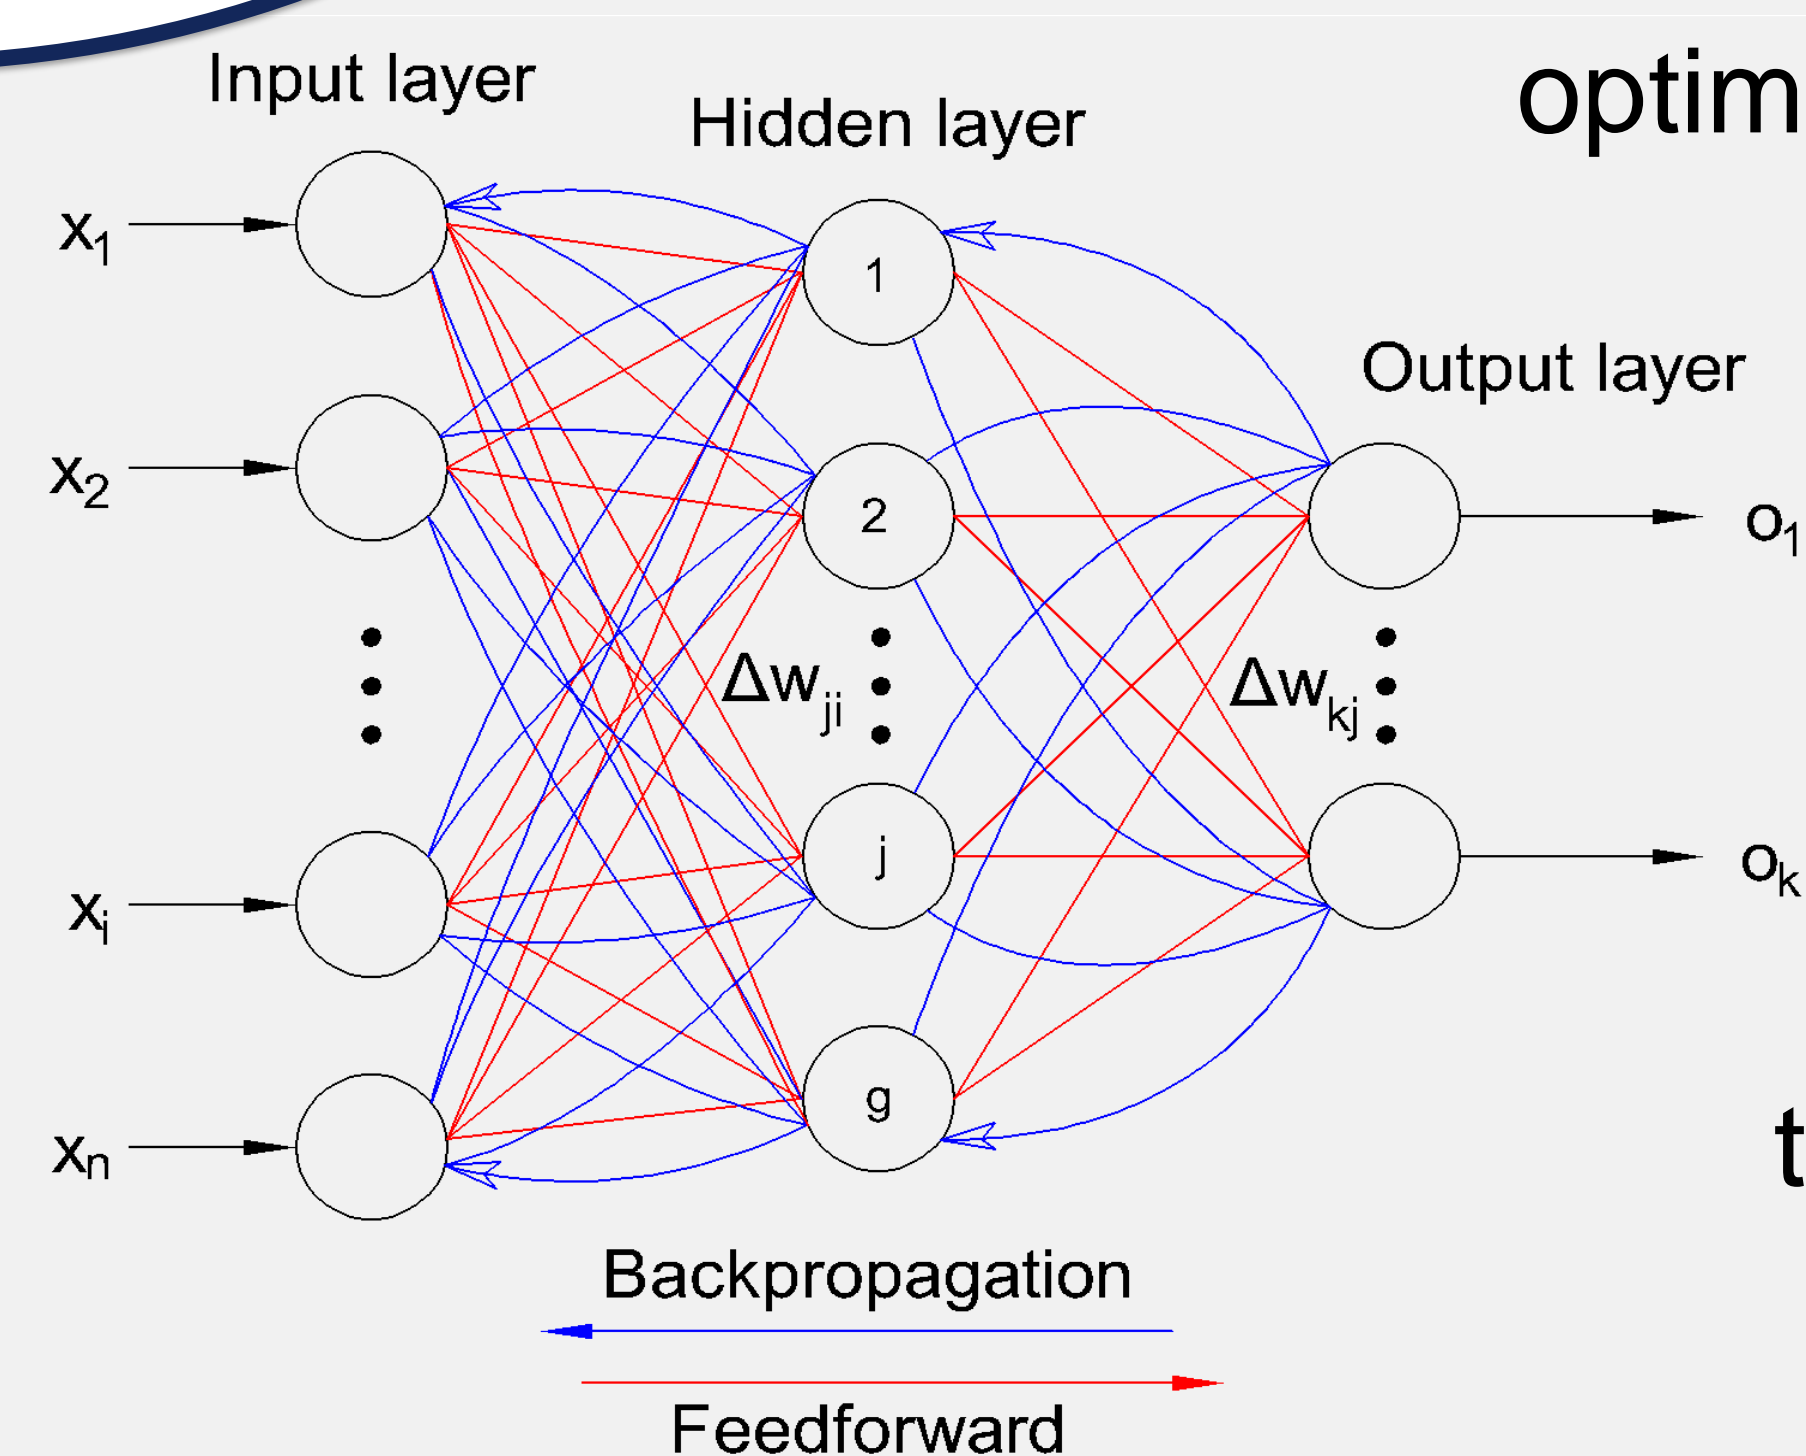 Input layer
optim
Hidden layer
x₁
1
Output layer
x₂
2
o₁
Δwⱼᵢ
Δwₖⱼ
j
oₖ
xᵢ
g
t
xₙ
Backpropagation
Feedforward